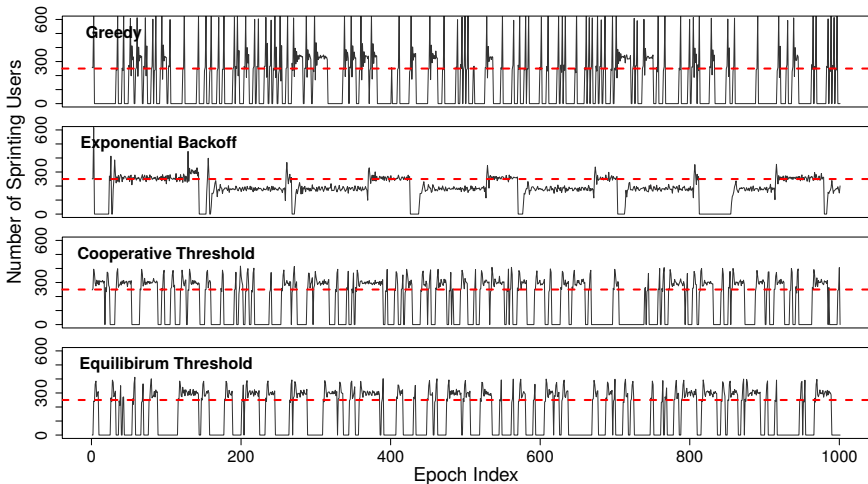 Number of Sprinting Users
600
Greedy
300
0
600
Exponential Backoff
300
0
600
Cooperative Threshold
300
0
600
Equilibirum Threshold
300
0
0 200 400 600 800 1000
Epoch Index